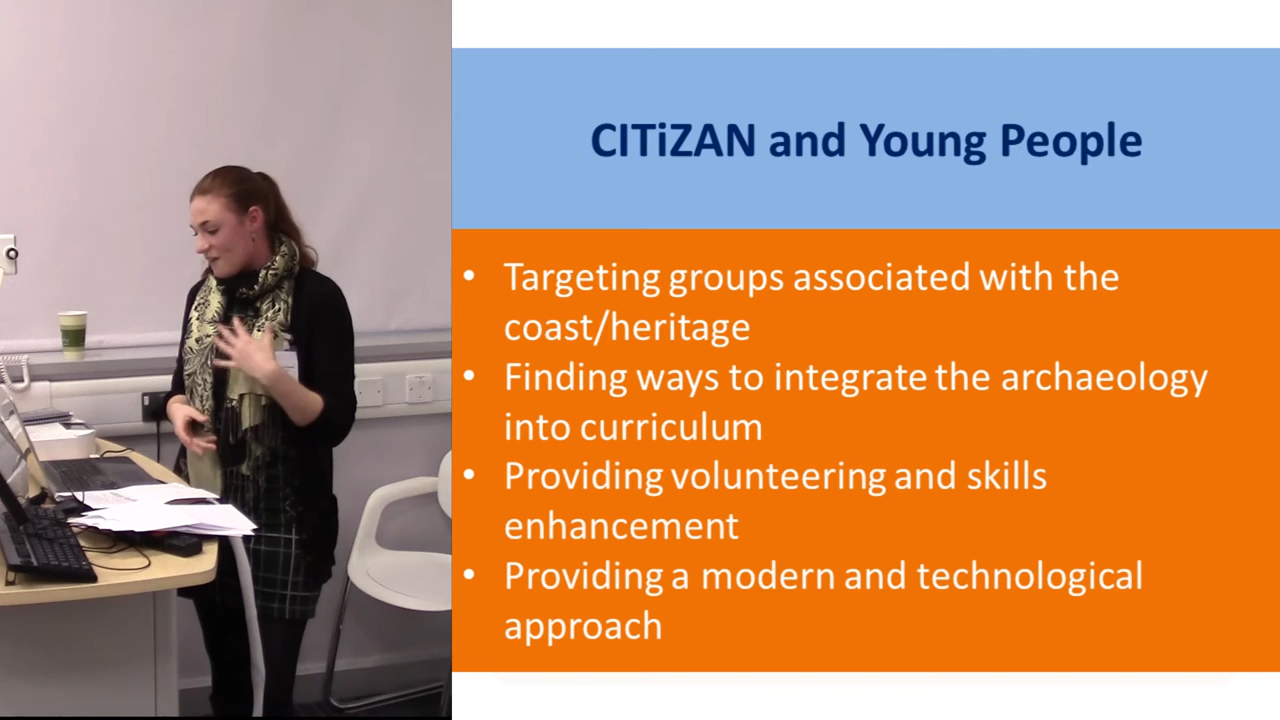 CITiZAN and Young People
• Targeting groups associated with the
coast/heritage
• Finding ways to integrate the archaeology
into curriculum
• Providing volunteering and skills
enhancement
• Providing a modern and technological
approach